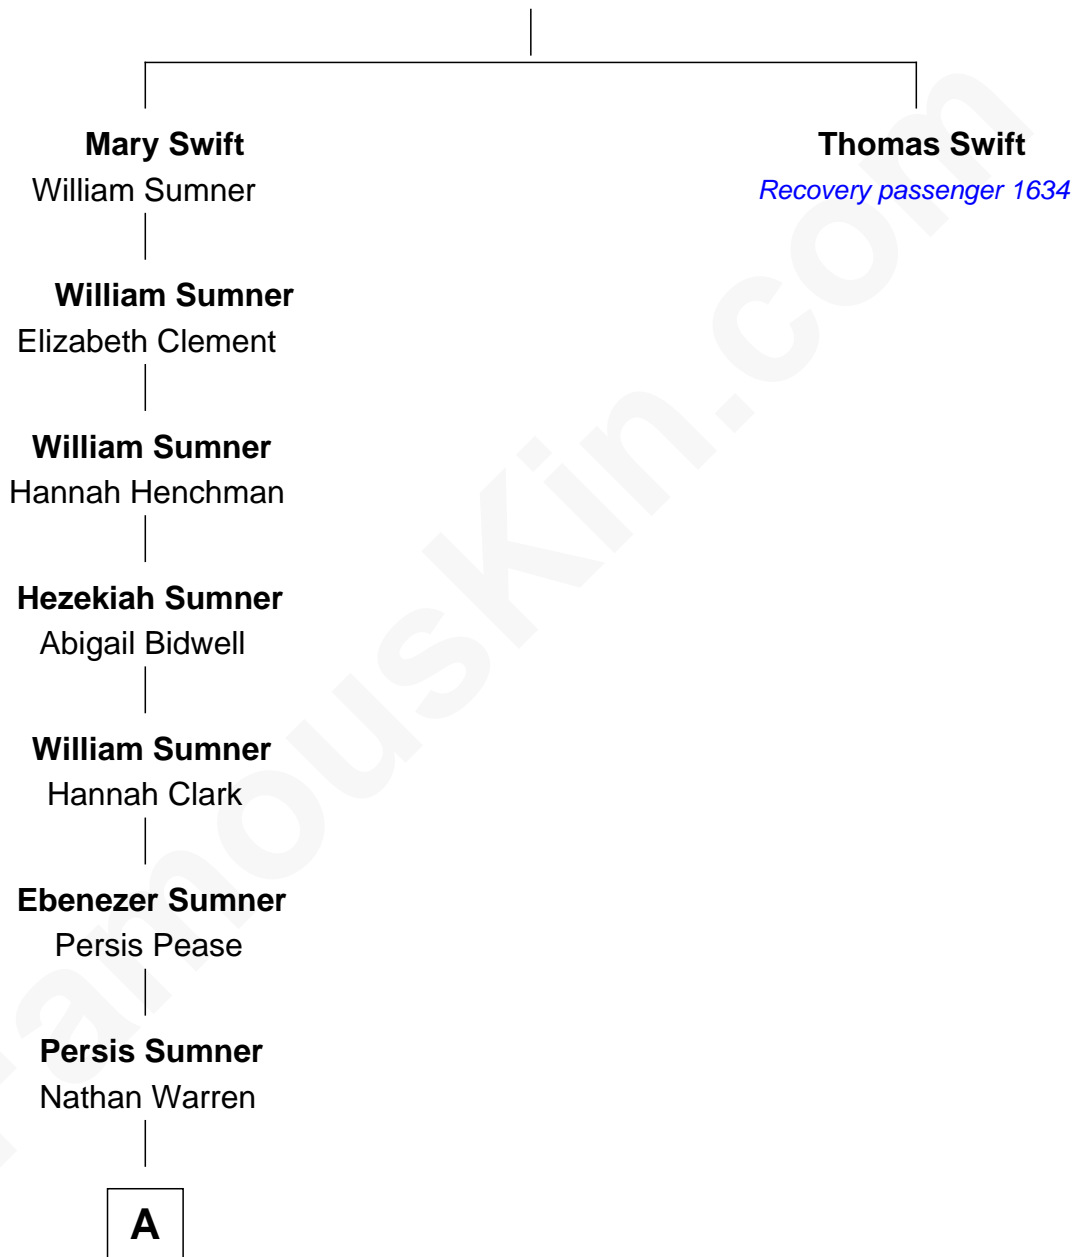 Mary Swift
William Sumner
Thomas Swift
Recovery passenger 1634
William Sumner
Elizabeth Clement
William Sumner
Hannah Henchman
Hezekiah Sumner
Abigail Bidwell
William Sumner
Hannah Clark
Ebenezer Sumner
Persis Pease
Persis Sumner
Nathan Warren
A
FamousKin.com